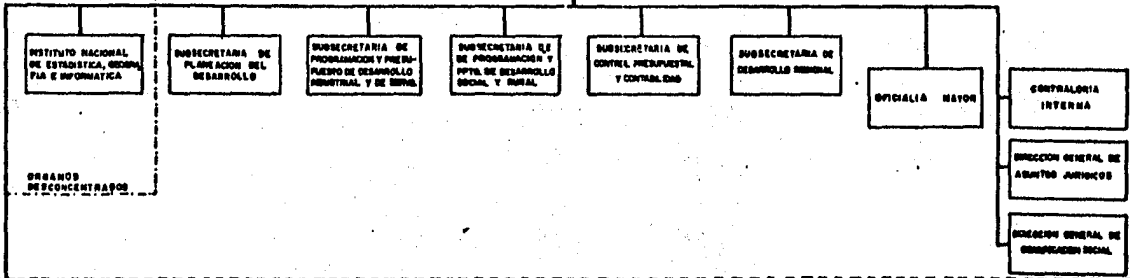 INSTITUTO NACIONAL
DE ESTADISTICA, GEOGRA
FIA E INFORMATICA
SUBSECRETARIA DE
PLANEACION DEL
DESARROLLO
SUBSECRETARIA DE
PROGRAMACION Y PRESU-
PUESTO DE DESARROLLO
INDUSTRIAL Y DE SERVS.
SUBSECRETARIA DE
DE PROGRAMACION Y
PPTO. DE DESARROLLO
SOCIAL Y RURAL
SUBSECRETARIA DE
CONTROL PRESUPUESTAL
Y CONTABILIDAD
SUBSECRETARIA DE
DESARROLLO REGIONAL
OFICIALIA MAYOR
CONTRALORIA
INTERNA
DIRECCION GENERAL DE
ASUNTOS JURIDICOS
DIRECCION GENERAL DE
COMUNICACION SOCIAL
ORGANOS
DESCONCENTRADOS